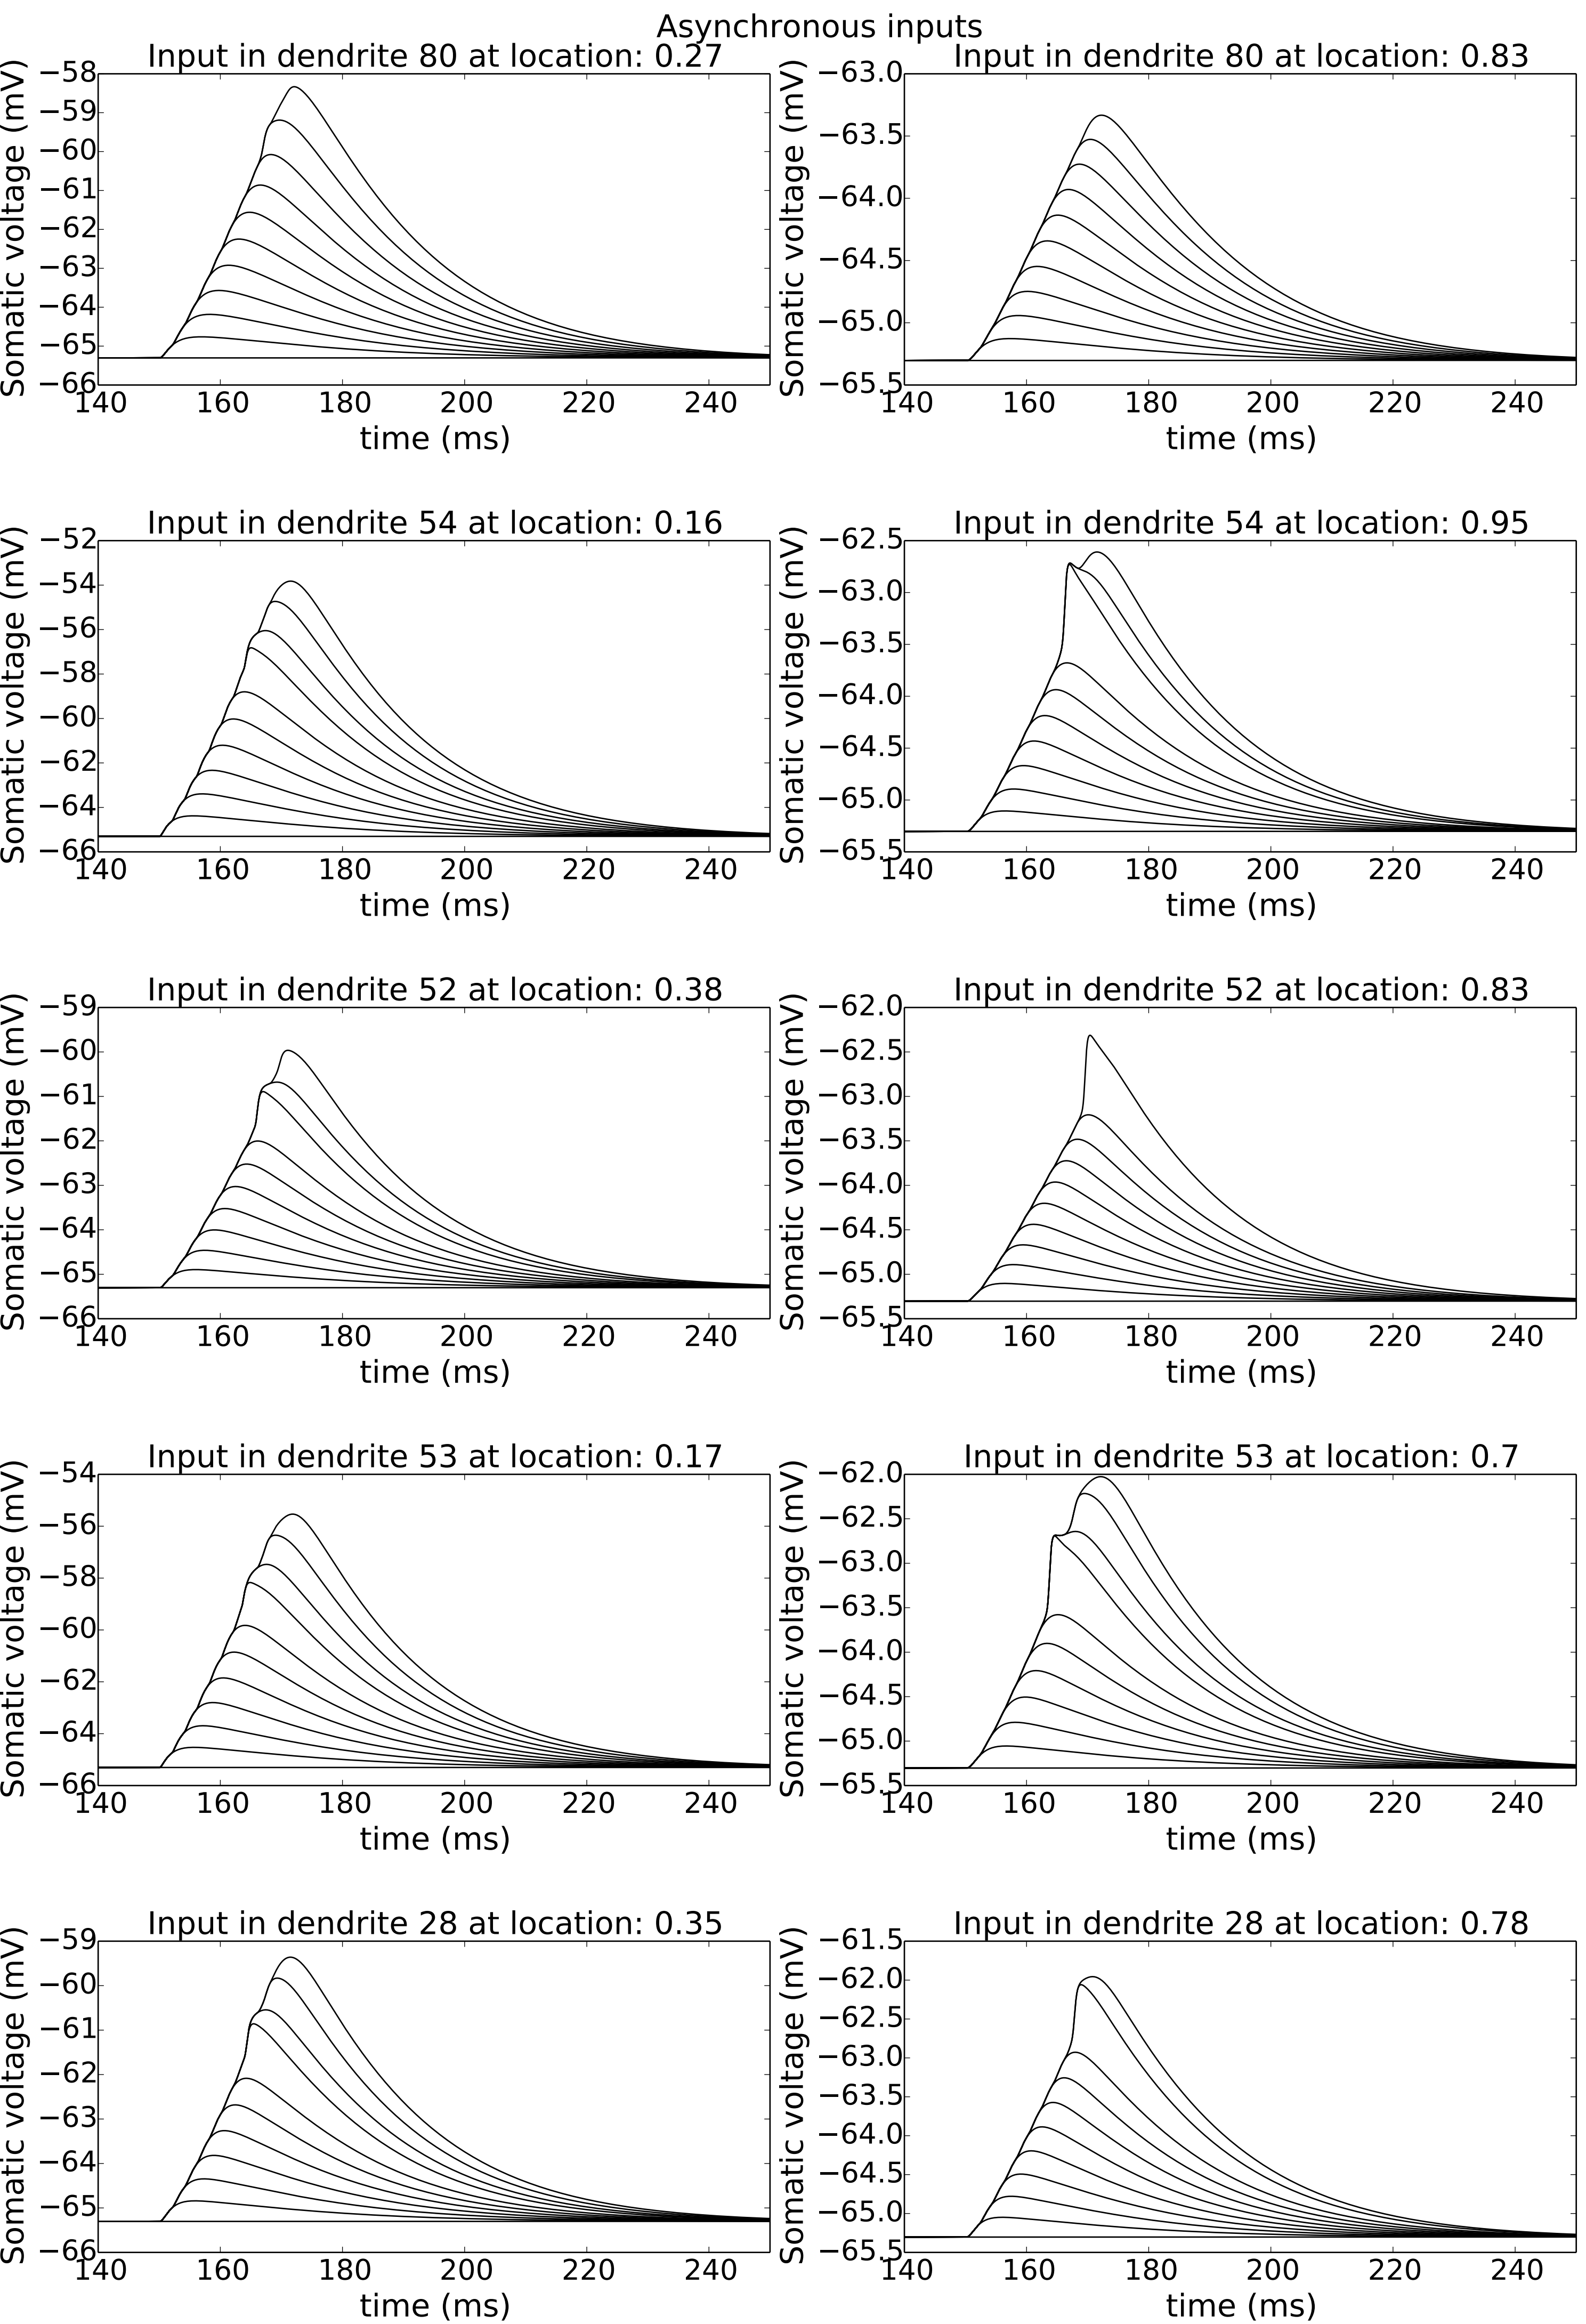 Asynchronous inputs
Input in dendrite 80 at location: 0.27
Somatic voltage (mV)
−58
−59
−60
−61
−62
−63
−64
−65
−66
140 160 180 200 220 240
time (ms)
Input in dendrite 80 at location: 0.83
Somatic voltage (mV)
−63.0
−63.5
−64.0
−64.5
−65.0
−65.5
140 160 180 200 220 240
time (ms)
Input in dendrite 54 at location: 0.16
Somatic voltage (mV)
−52
−54
−56
−58
−60
−62
−64
−66
140 160 180 200 220 240
time (ms)
Input in dendrite 54 at location: 0.95
Somatic voltage (mV)
−62.5
−63.0
−63.5
−64.0
−64.5
−65.0
−65.5
140 160 180 200 220 240
time (ms)
Input in dendrite 52 at location: 0.38
Somatic voltage (mV)
−59
−60
−61
−62
−63
−64
−65
−66
140 160 180 200 220 240
time (ms)
Input in dendrite 52 at location: 0.83
Somatic voltage (mV)
−62.0
−62.5
−63.0
−63.5
−64.0
−64.5
−65.0
−65.5
140 160 180 200 220 240
time (ms)
Input in dendrite 53 at location: 0.17
Somatic voltage (mV)
−54
−56
−58
−60
−62
−64
−66
140 160 180 200 220 240
time (ms)
Input in dendrite 53 at location: 0.7
Somatic voltage (mV)
−62.0
−62.5
−63.0
−63.5
−64.0
−64.5
−65.0
−65.5
140 160 180 200 220 240
time (ms)
Input in dendrite 28 at location: 0.35
Somatic voltage (mV)
−59
−60
−61
−62
−63
−64
−65
−66
140 160 180 200 220 240
time (ms)
Input in dendrite 28 at location: 0.78
Somatic voltage (mV)
−61.5
−62.0
−62.5
−63.0
−63.5
−64.0
−64.5
−65.0
−65.5
140 160 180 200 220 240
time (ms)